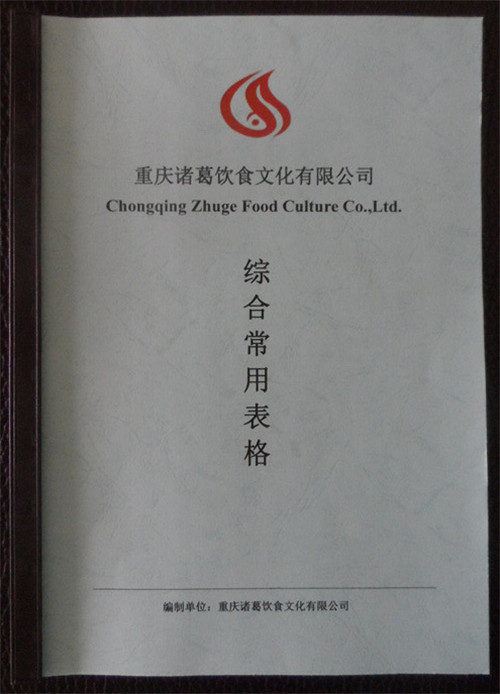 重庆诸葛饮食文化有限公司
Chongqing Zhuge Food Culture Co.,Ltd.
综合常用表格
编制单位：重庆诸葛饮食文化有限公司